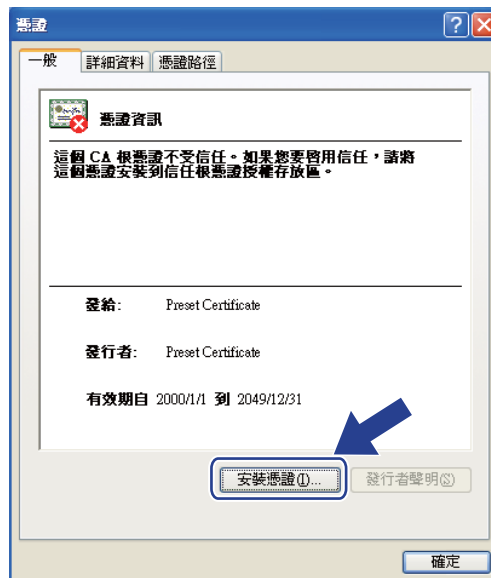 憑證
一般 詳細資料 憑證路徑
憑證資訊
這個 CA 根憑證不受信任。如果您要啓用信任，請將
這個憑證安裝到信任根憑證授權存放區。
發給: Preset Certificate
發行者: Preset Certificate
有效期自 2000/1/1 到 2049/12/31
安裝憑證(I)... 發行者聲明(S)
確定